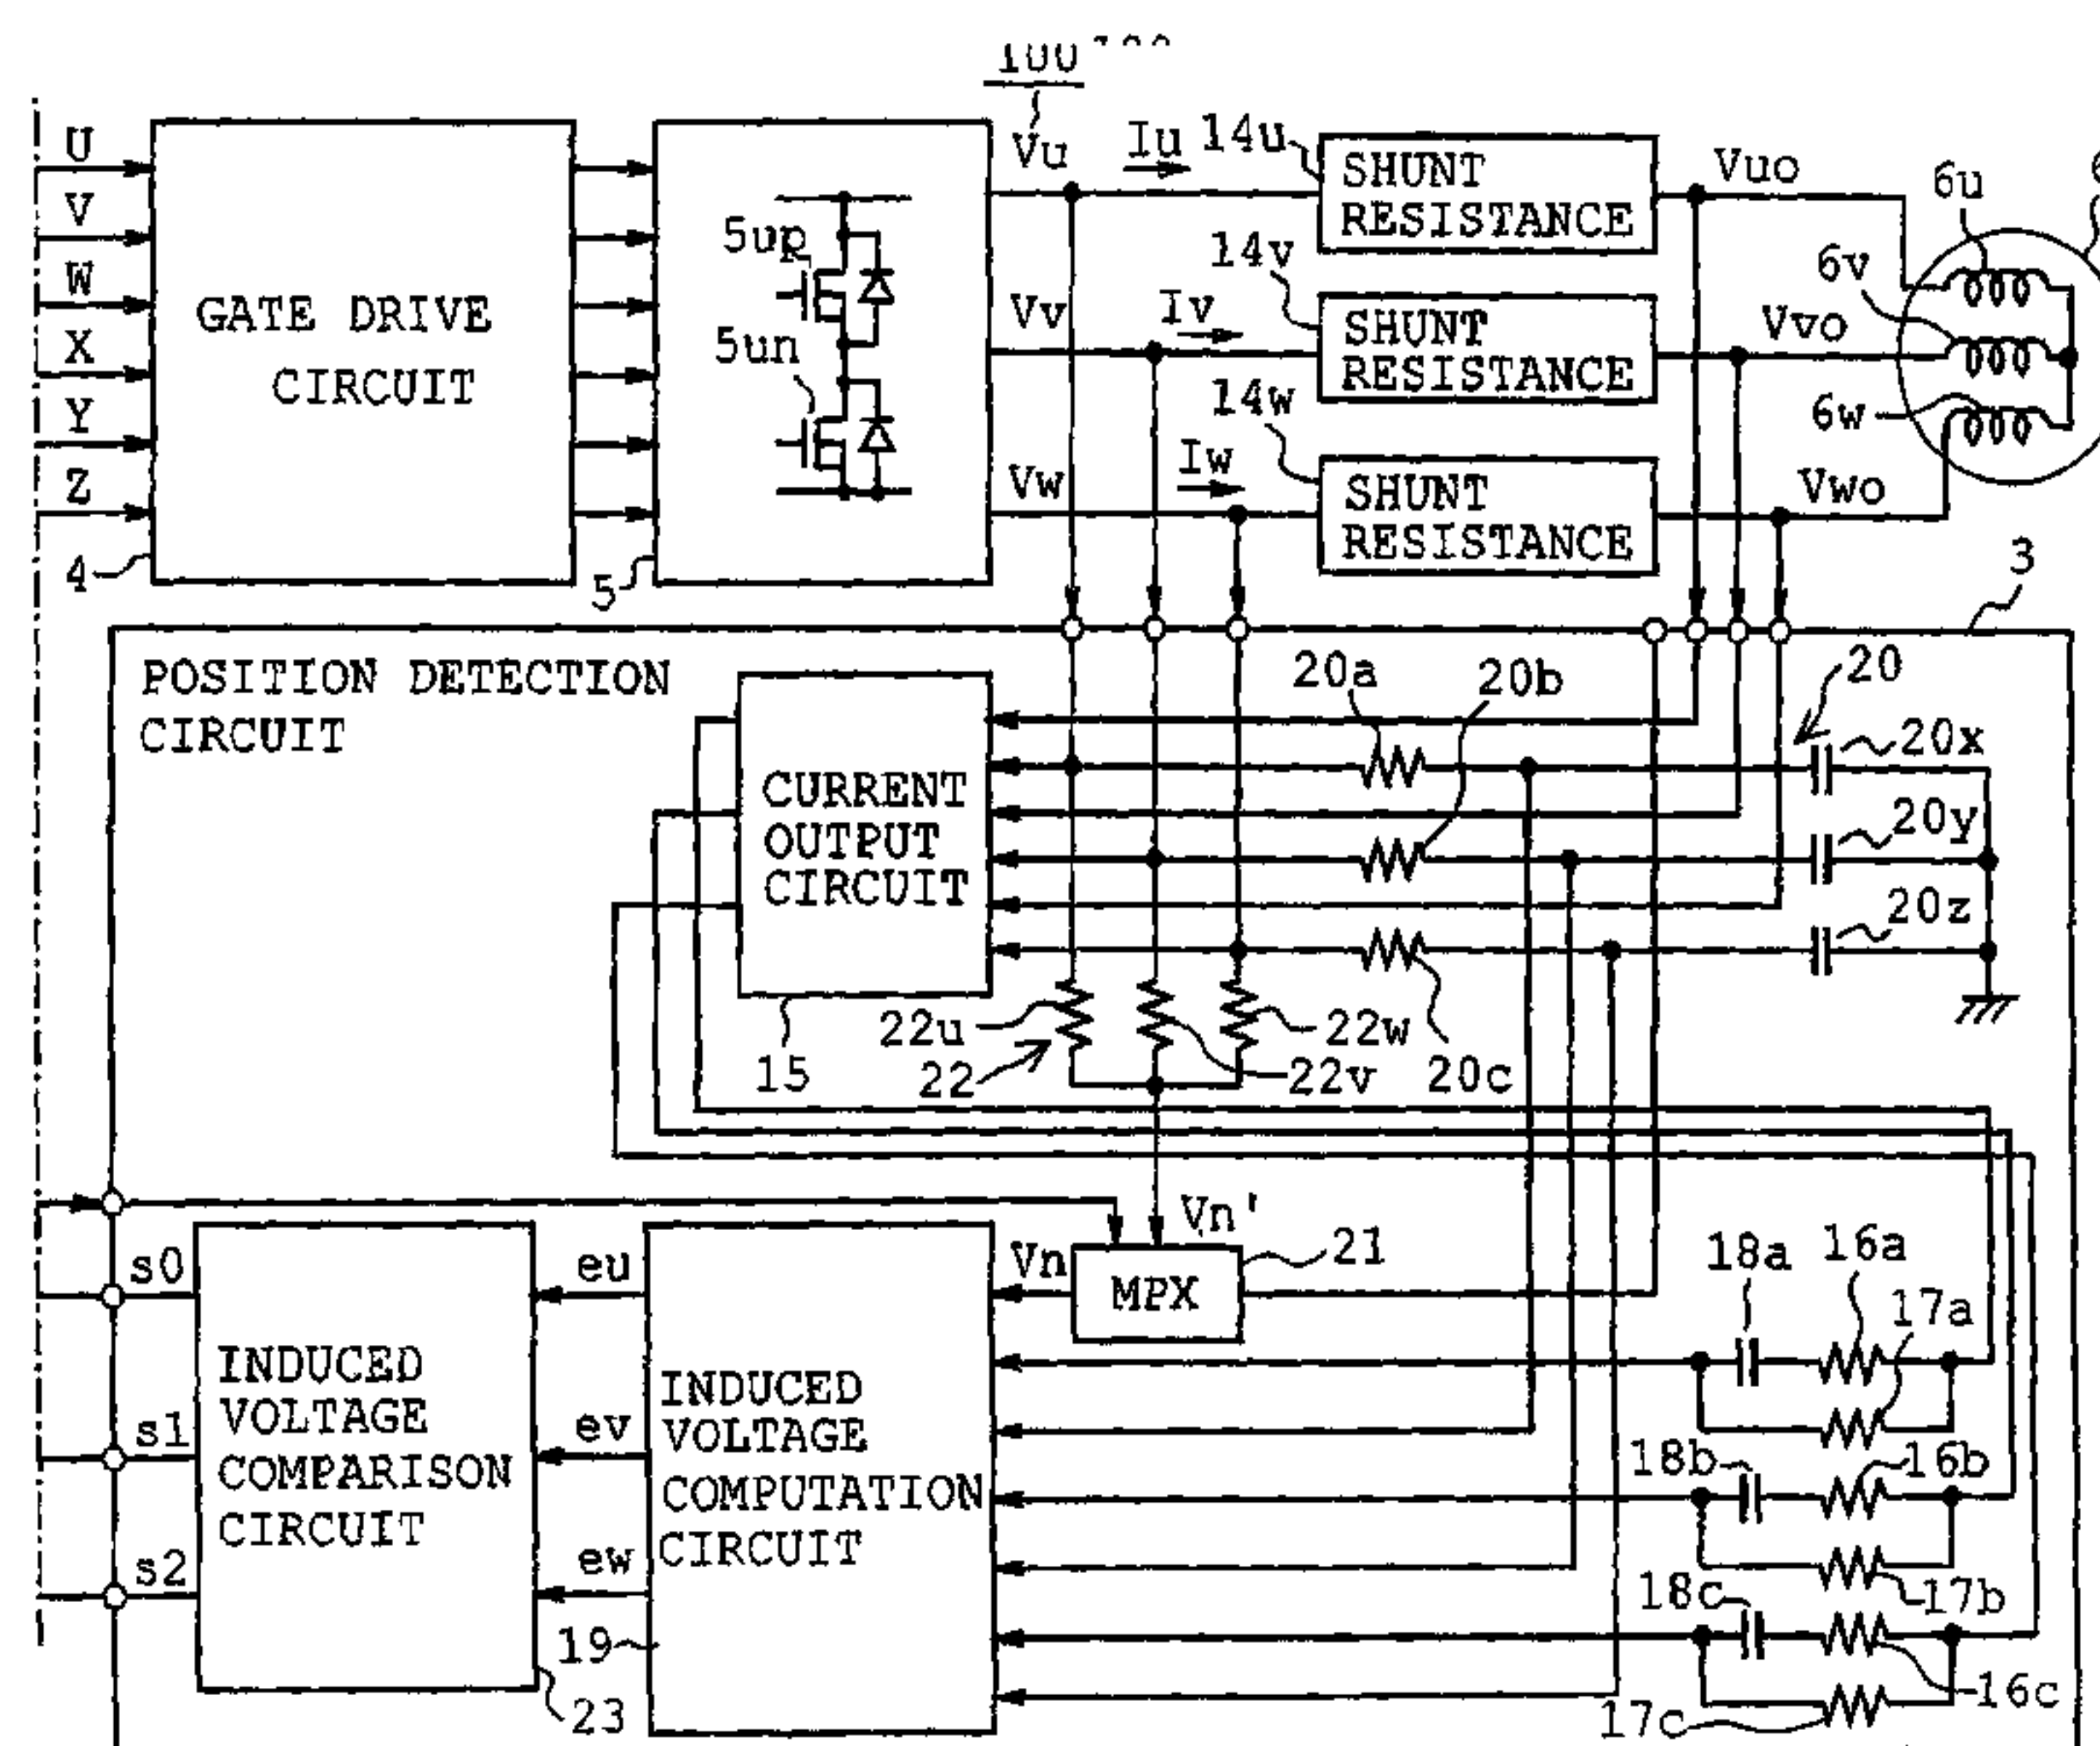 100
U
V
W
X
Y
Z
4
GATE DRIVE
CIRCUIT
5
5up
5un
Vu
Vv
Vw
Iu
Iv
Iw
14u
14v
14w
SHUNT
RESISTANCE
SHUNT
RESISTANCE
SHUNT
RESISTANCE
Vuo
Vvo
Vwo
6u
6v
6w
3
POSITION DETECTION
CIRCUIT
CURRENT
OUTPUT
CIRCUIT
15
20a
20b
20c
20
20x
20y
20z
22u
22
22w
22v
Vn'
Vn
MPX
21
s0
s1
s2
INDUCED
VOLTAGE
COMPARISON
CIRCUIT
23
eu
ev
ew
INDUCED
VOLTAGE
COMPUTATION
CIRCUIT
19
18a
16a
17a
18b
16b
17b
18c
16c
17c